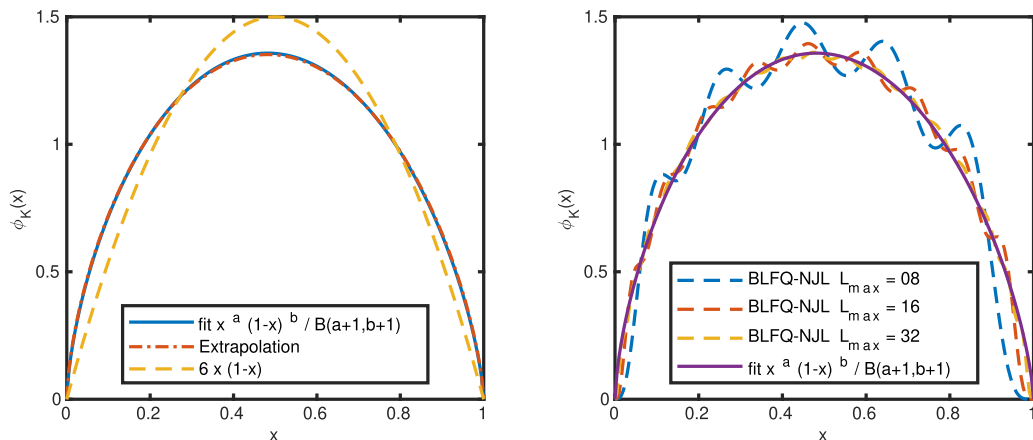 1.5
1
0.5
0
0 0.2 0.4 0.6 0.8 1
x
ϕK(x)
fit x a (1-x) b / B(a+1,b+1)
Extrapolation
6 x (1-x)
1.5
1
0.5
0
0 0.2 0.4 0.6 0.8 1
x
ϕK(x)
BLFQ-NJL Lmax = 08
BLFQ-NJL Lmax = 16
BLFQ-NJL Lmax = 32
fit x a (1-x) b / B(a+1,b+1)